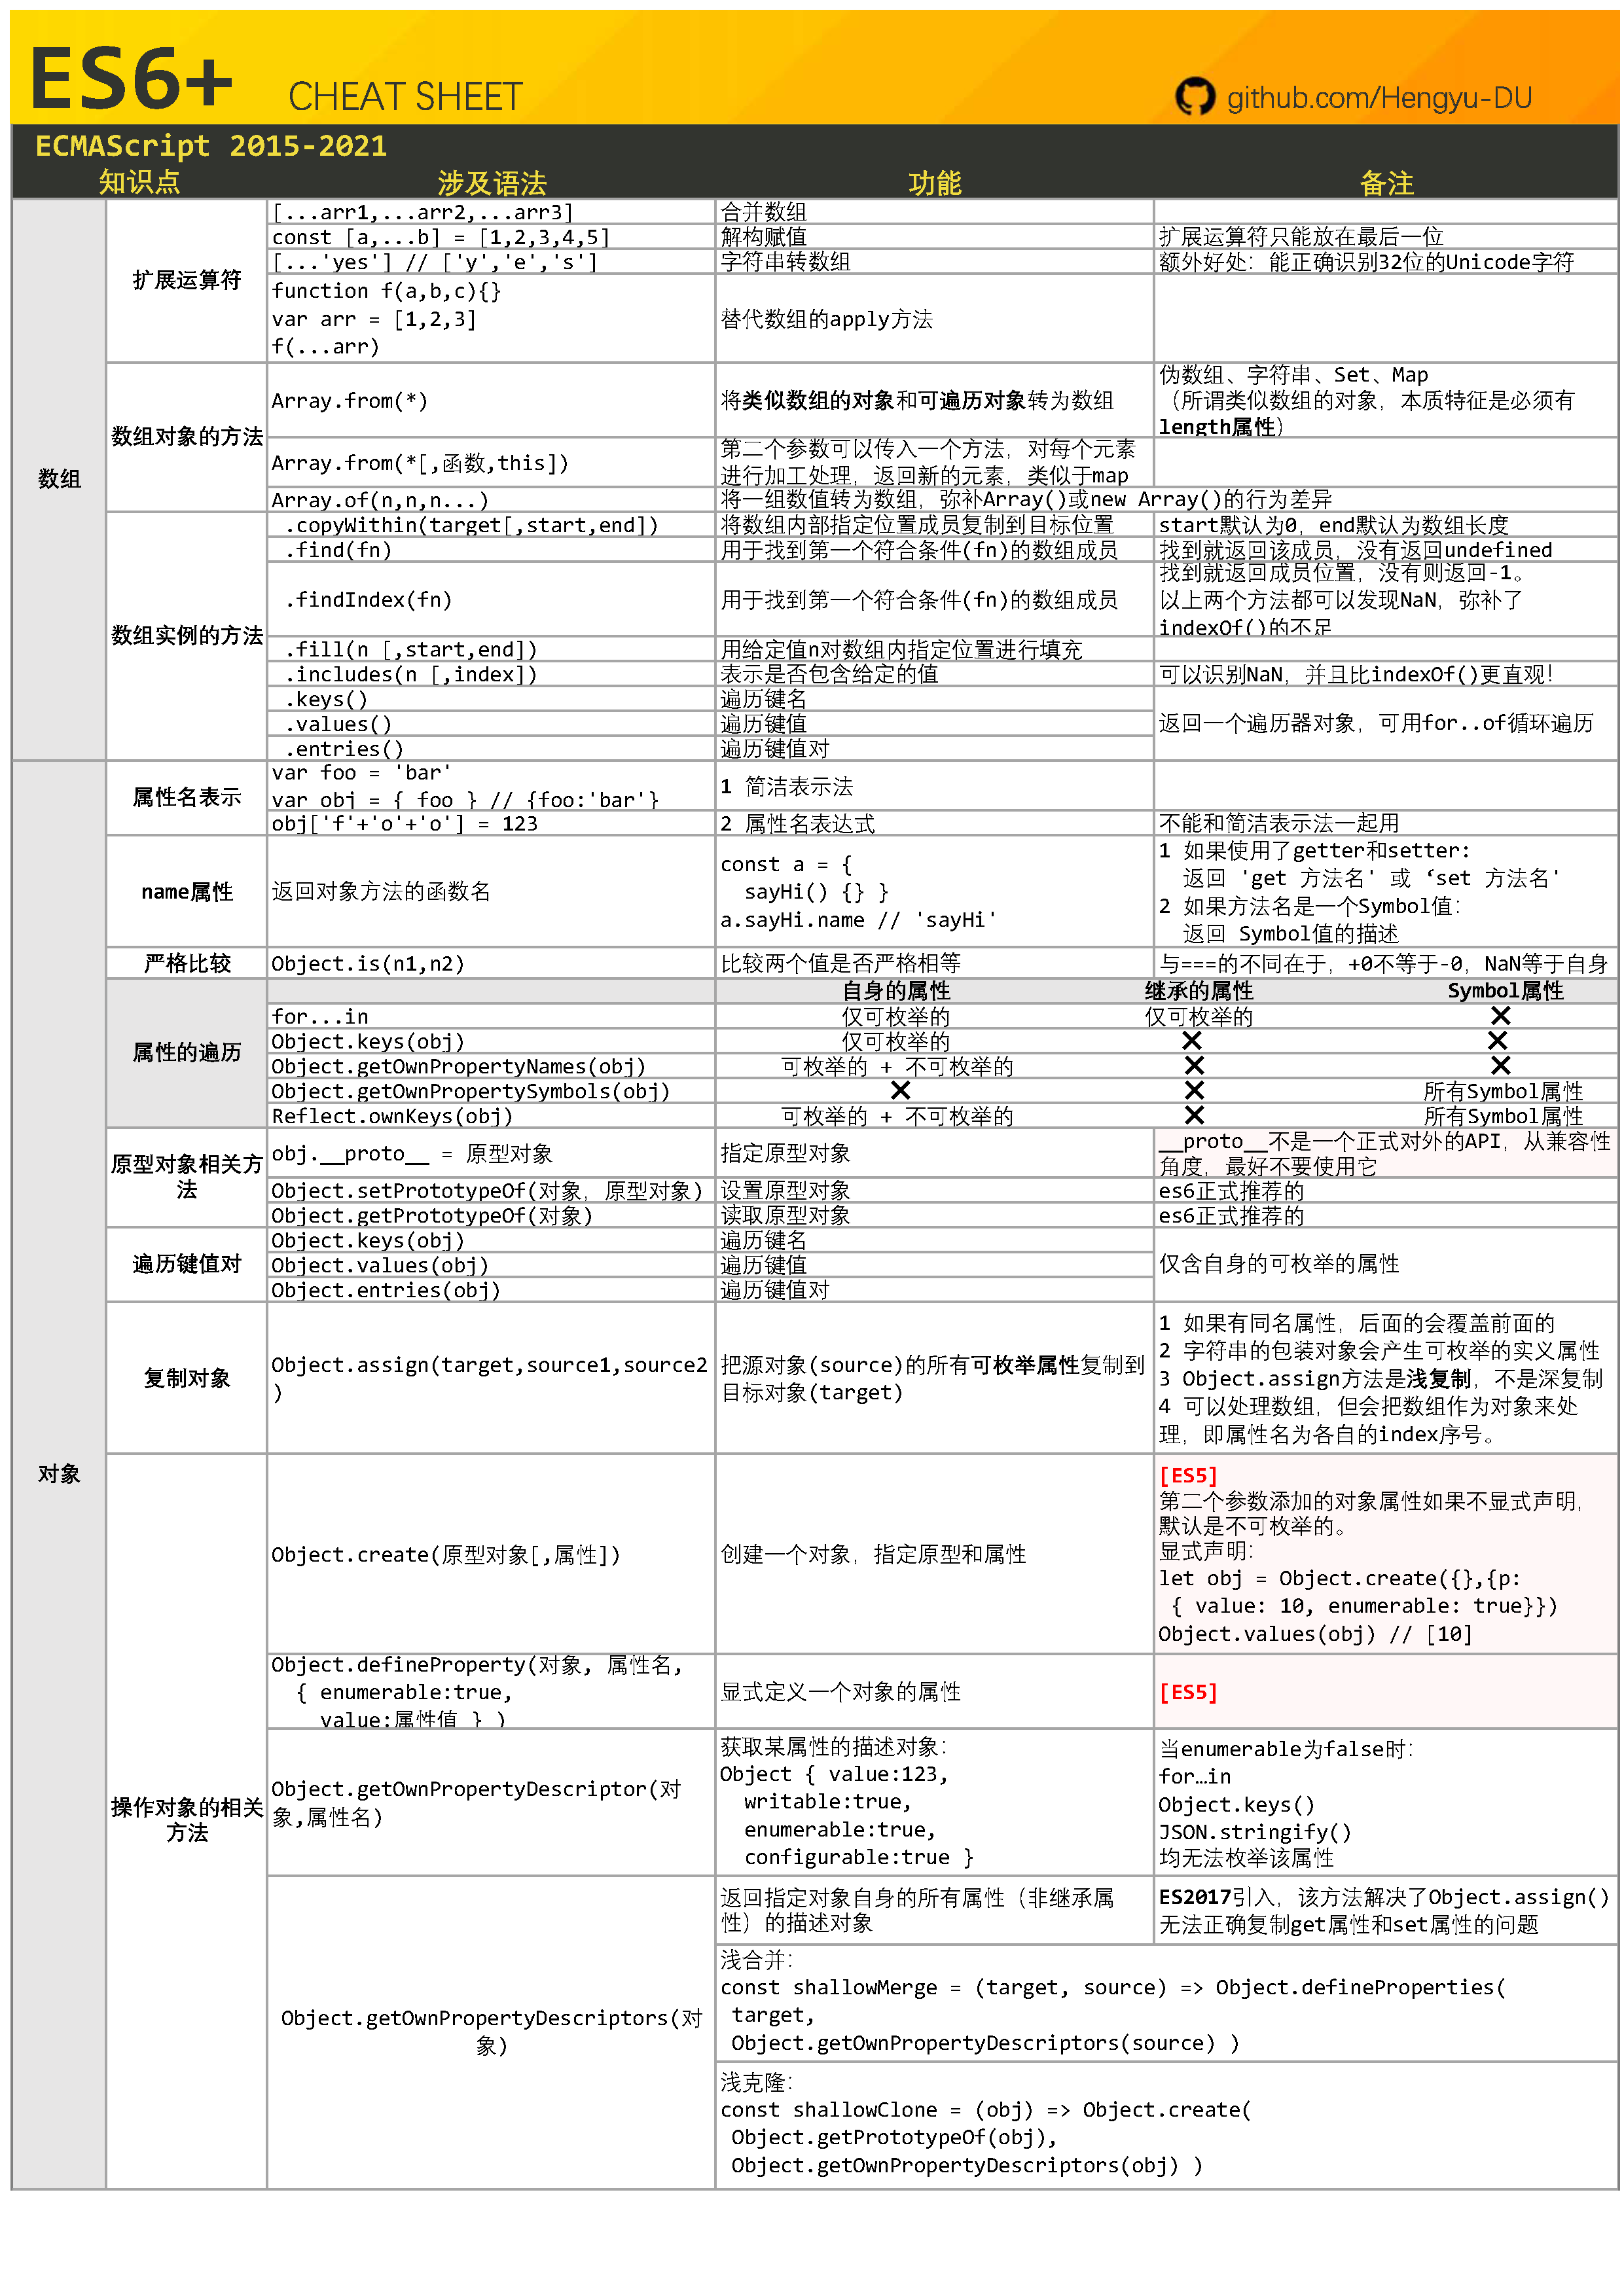 ES6+ CHEAT SHEET github.com/Hengyu-DU
ECMAScript 2015-2021
知识点 涉及语法 功能 备注
数组
扩展运算符
[...arr1,...arr2,...arr3] 合并数组
const [a,...b] = [1,2,3,4,5] 解构赋值 扩展运算符只能放在最后一位
[...'yes'] // ['y','e','s'] 字符串转数组 额外好处：能正确识别32位的Unicode字符
function f(a,b,c){}
var arr = [1,2,3]
f(...arr)
替代数组的apply方法
数组对象的方法
Array.from(*) 将类似数组的对象和可遍历对象转为数组
伪数组、字符串、Set、Map
（所谓类似数组的对象，本质特征是必须有
length属性）
Array.from(*[,函数,this])
第二个参数可以传入一个方法，对每个元素
进行加工处理，返回新的元素，类似于map
Array.of(n,n,n...) 将一组数值转为数组，弥补Array()或new Array()的行为差异
数组实例的方法
.copyWithin(target[,start,end]) 将数组内部指定位置成员复制到目标位置 start默认为0，end默认为数组长度
.find(fn) 用于找到第一个符合条件(fn)的数组成员 找到就返回该成员，没有返回undefined
.findIndex(fn) 用于找到第一个符合条件(fn)的数组成员
找到就返回成员位置，没有则返回-1。
以上两个方法都可以发现NaN，弥补了
indexOf()的不足
.fill(n [,start,end]) 用给定值n对数组内指定位置进行填充
.includes(n [,index]) 表示是否包含给定的值 可以识别NaN，并且比indexOf()更直观！
.keys() 遍历键名
.values() 遍历键值 返回一个遍历器对象，可用for..of循环遍历
.entries() 遍历键值对
对象
属性名表示
var foo = 'bar'
var obj = { foo } // {foo:'bar'}
1 简洁表示法
obj['f'+'o'+'o'] = 123 2 属性名表达式 不能和简洁表示法一起用
name属性 返回对象方法的函数名
const a = {
sayHi() {} }
a.sayHi.name // 'sayHi'
1 如果使用了getter和setter：
返回 'get 方法名' 或 ‘set 方法名'
2 如果方法名是一个Symbol值：
返回 Symbol值的描述
严格比较 Object.is(n1,n2) 比较两个值是否严格相等 与===的不同在于，+0不等于-0，NaN等于自身
属性的遍历
自身的属性 继承的属性 Symbol属性
for...in 仅可枚举的 仅可枚举的 ✕
Object.keys(obj) 仅可枚举的 ✕ ✕
Object.getOwnPropertyNames(obj) 可枚举的 + 不可枚举的 ✕ ✕
Object.getOwnPropertySymbols(obj) ✕ ✕ 所有Symbol属性
Reflect.ownKeys(obj) 可枚举的 + 不可枚举的 ✕ 所有Symbol属性
原型对象相关方
法
obj.__proto__ = 原型对象 指定原型对象
__proto__不是一个正式对外的API，从兼容性
角度，最好不要使用它
Object.setPrototypeOf(对象，原型对象) 设置原型对象 es6正式推荐的
Object.getPrototypeOf(对象) 读取原型对象 es6正式推荐的
遍历键值对
Object.keys(obj) 遍历键名
Object.values(obj) 遍历键值 仅含自身的可枚举的属性
Object.entries(obj) 遍历键值对
复制对象
Object.assign(target,source1,source2
)
把源对象(source)的所有可枚举属性复制到
目标对象(target)
1 如果有同名属性，后面的会覆盖前面的
2 字符串的包装对象会产生可枚举的实义属性
3 Object.assign方法是浅复制，不是深复制
4 可以处理数组，但会把数组作为对象来处
理，即属性名为各自的index序号。
操作对象的相关
方法
Object.create(原型对象[,属性]) 创建一个对象，指定原型和属性
[ES5]
第二个参数添加的对象属性如果不显式声明，
默认是不可枚举的。
显式声明：
let obj = Object.create({},{p:
{ value: 10, enumerable: true}})
Object.values(obj) // [10]
Object.defineProperty(对象, 属性名,
{ enumerable:true,
value:属性值 } )
显式定义一个对象的属性
[ES5]
Object.getOwnPropertyDescriptor(对
象,属性名)
获取某属性的描述对象：
Object { value:123,
writable:true,
enumerable:true,
configurable:true }
当enumerable为false时：
for…in
Object.keys()
JSON.stringify()
均无法枚举该属性
Object.getOwnPropertyDescriptors(对
象)
返回指定对象自身的所有属性（非继承属
性）的描述对象
ES2017引入，该方法解决了Object.assign()
无法正确复制get属性和set属性的问题
浅合并：
const shallowMerge = (target, source) => Object.defineProperties(
target,
Object.getOwnPropertyDescriptors(source) )
浅克隆：
const shallowClone = (obj) => Object.create(
Object.getPrototypeOf(obj),
Object.getOwnPropertyDescriptors(obj) )